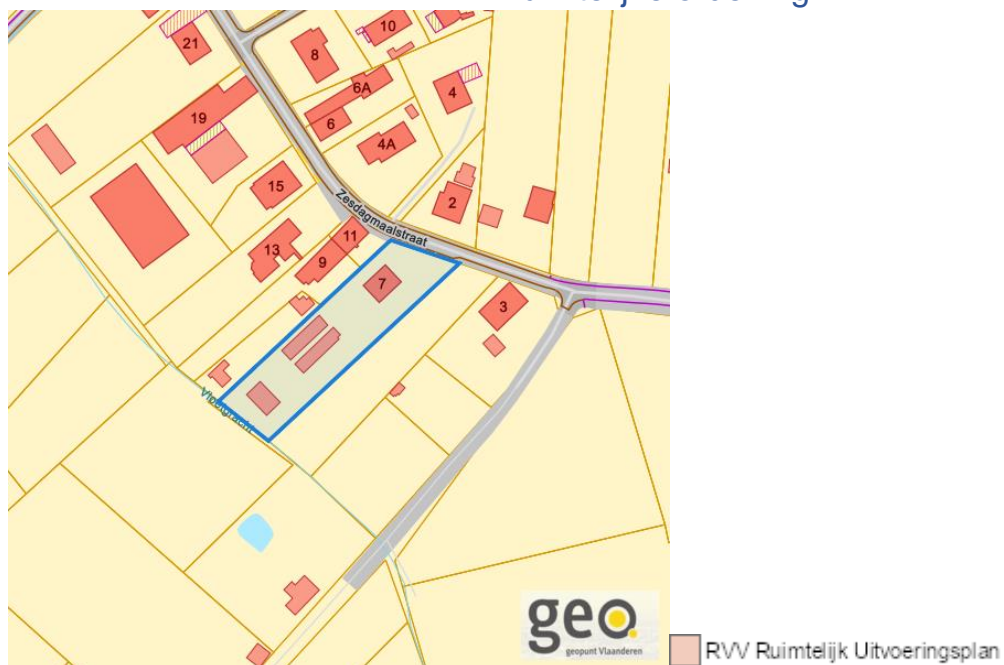 21
10
8
6A
4
19
6
4A
15
2
Zesdagmaalstraat
11
13
9
7
3
Vloetgracht
geo.
geopunt Vlaanderen
RVV Ruimtelijk Uitvoeringsplan